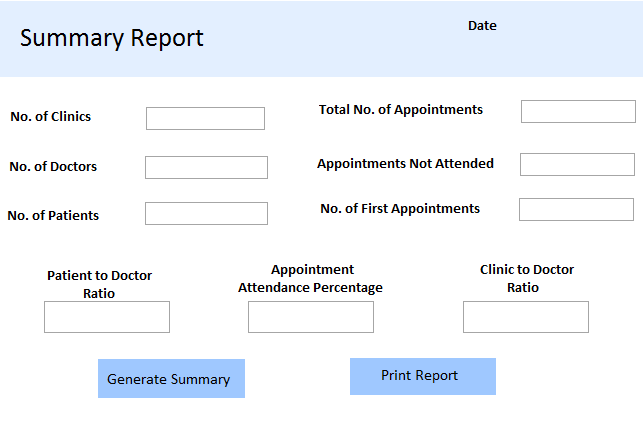 Summary Report
Date
No. of Clinics
Total No. of Appointments
No. of Doctors
Appointments Not Attended
No. of Patients
No. of First Appointments
Patient to Doctor
Ratio
Appointment
Attendance Percentage
Clinic to Doctor
Ratio
Generate Summary
Print Report